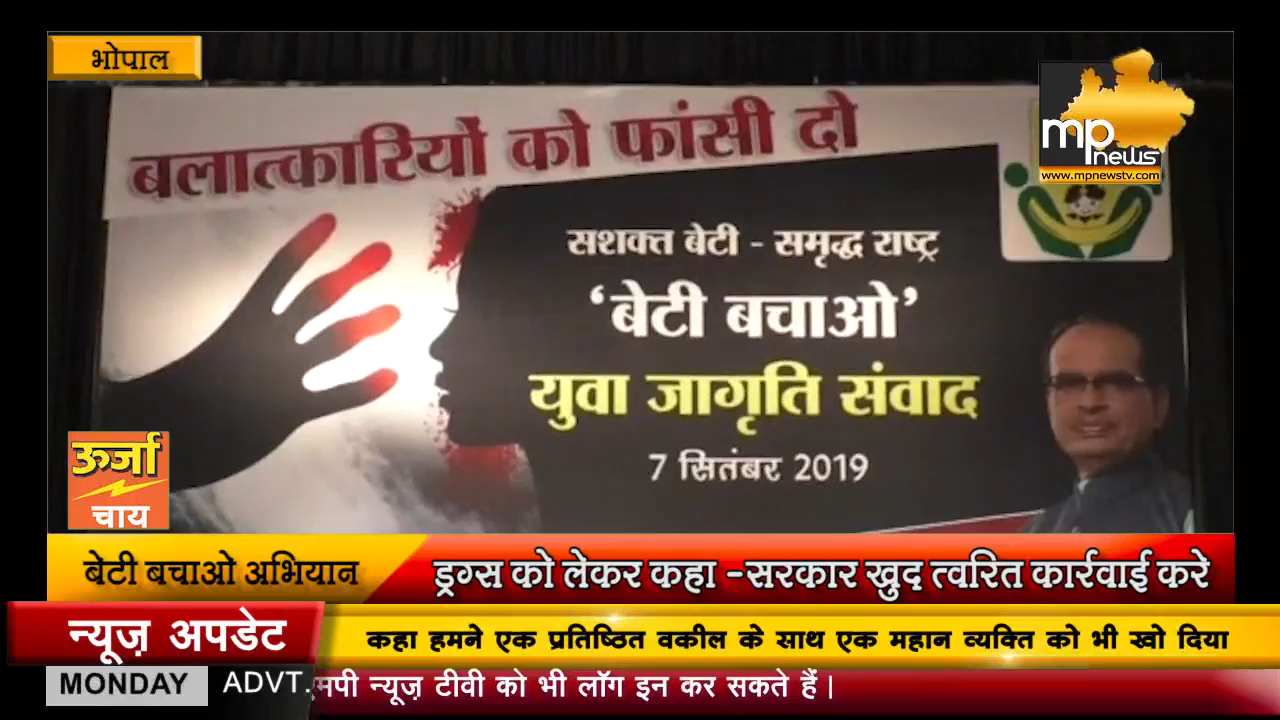 भोपाल
mp news
www.mpnewstv.com
बलात्कारियों को फांसी दो
सशक्त बेटी - समृद्ध राष्ट्र
‘बेटी बचाओ’
युवा जागृति संवाद
7 सितंबर 2019
ऊर्जा
चाय
बेटी बचाओ अभियान
ड्रग्स को लेकर कहा -सरकार खुद त्वरित कार्रवाई करे
न्यूज़ अपडेट
कहा हमने एक प्रतिष्ठित वकील के साथ एक महान व्यक्ति को भी खो दिया
MONDAY
ADVT.
न्यूज़ टीवी को भी लॉग इन कर सकते हैं।